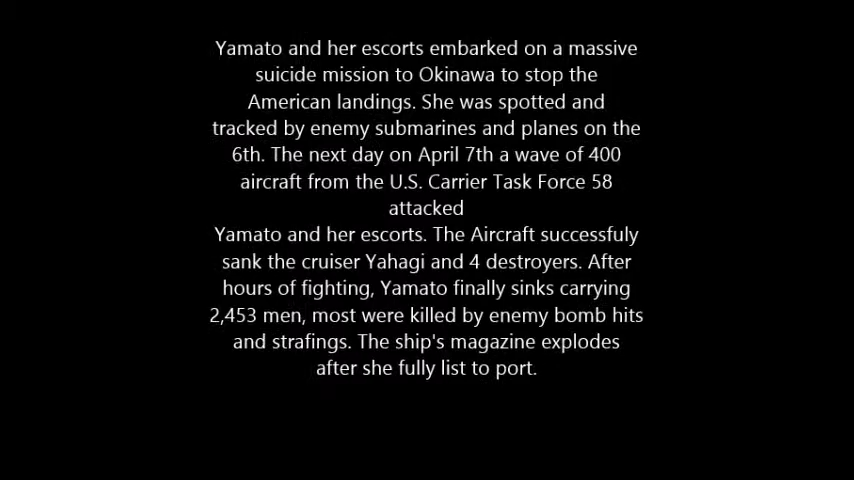 Yamato and her escorts embarked on a massive
suicide mission to Okinawa to stop the
American landings. She was spotted and
tracked by enemy submarines and planes on the
6th. The next day on April 7th a wave of 400
aircraft from the U.S. Carrier Task Force 58
attacked
Yamato and her escorts. The Aircraft successfuly
sank the cruiser Yahagi and 4 destroyers. After
hours of fighting, Yamato finally sinks carrying
2,453 men, most were killed by enemy bomb hits
and strafings. The ship's magazine explodes
after she fully list to port.